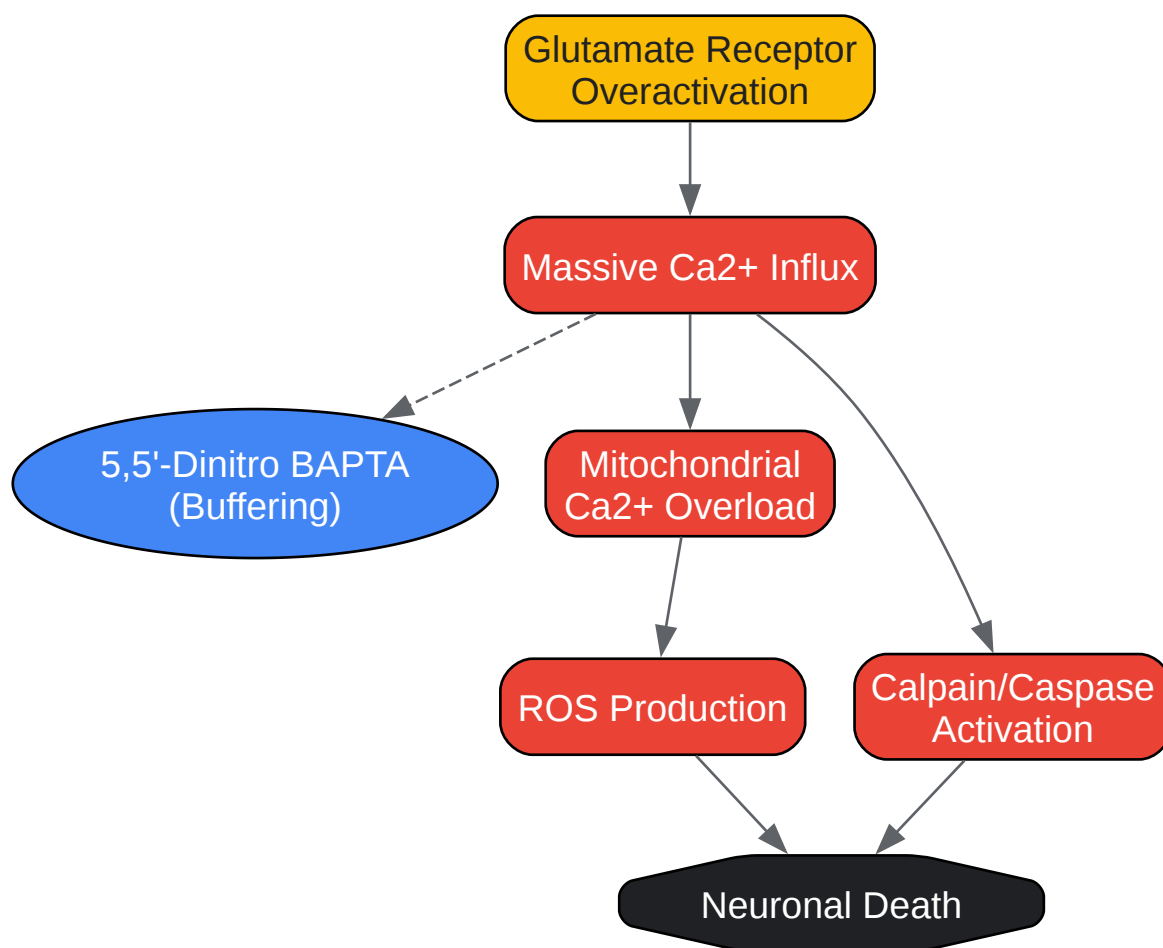 Glutamate Receptor
Overactivation
Massive Ca2+ Influx
5,5'-Dinitro BAPTA
(Buffering)
Mitochondrial
Ca2+ Overload
ROS Production
Calpain/Caspase
Activation
Neuronal Death